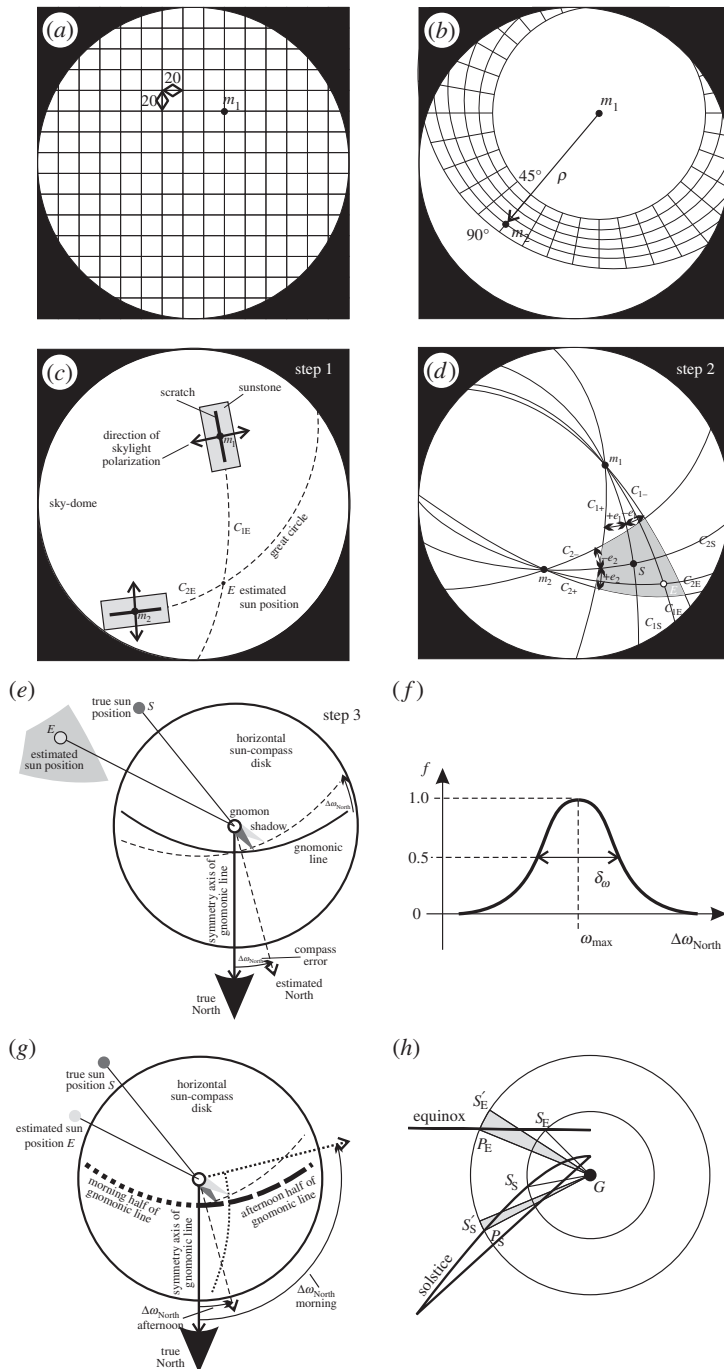 (a)
20
20
m1
(b)
m1
45°
ρ
90°
m2
(c)
step 1
scratch
sunstone
direction of
skylight
polarization
m1
sky-dome
C1E
great circle
C2E
E
estimated
sun position
m2
(d)
step 2
m1
C1–
C1+
+e1
–e1
C2S
C2–
–e2
S
m2
+e2
C2+
C2E
E
C1E
C1S
(e)
step 3
true sun
position
S
E
estimated
sun position
horizontal
sun-compass
disk
ΔωNorth
gnomon
shadow
gnomonic
line
symmetry axis of
gnomonic line
compass
error
ΔωNorth
estimated
North
true
North
(f)
f
1.0
0.5
δω
0
ωmax
ΔωNorth
(g)
true sun
position S
horizontal
sun-compass
disk
estimated sun
position E
morning half of
gnomonic line
afternoon half of
gnomonic line
symmetry axis of
gnomonic line
ΔωNorth
morning
ΔωNorth
afternoon
true
North
(h)
S′E
equinox
SE
PE
SS
G
S′S
PS
solstice